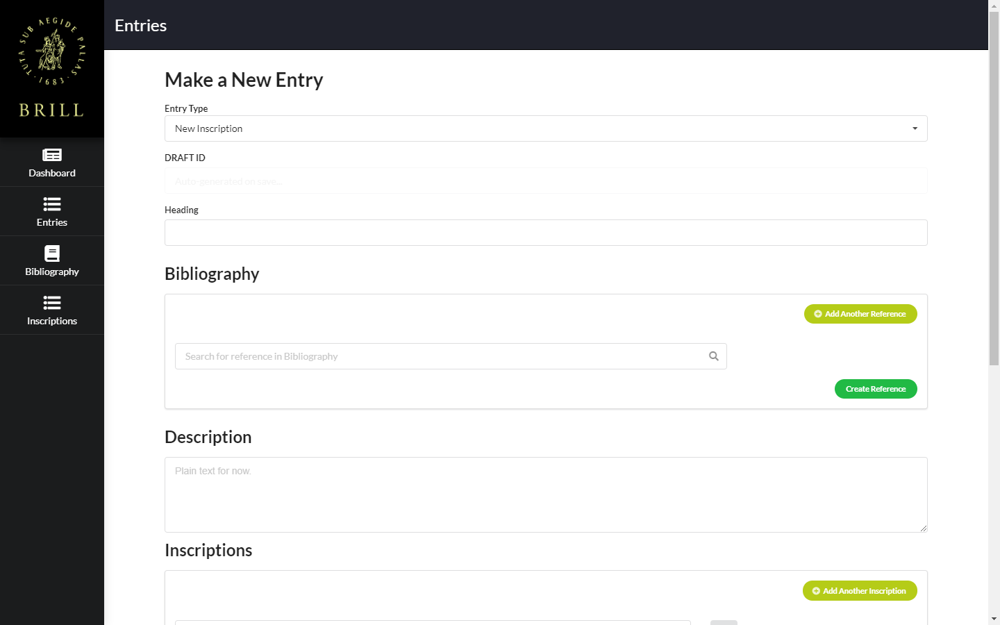 TUTA SUB AEGIDE PALLAS · 1683 ·
BRILL
Dashboard
Entries
Bibliography
Inscriptions
Entries
Make a New Entry
Entry Type
New Inscription
DRAFT ID
Auto-generated on save...
Heading
Bibliography
Add Another Reference
Search for reference in Bibliography
Create Reference
Description
Plain text for now.
Inscriptions
Add Another Inscription